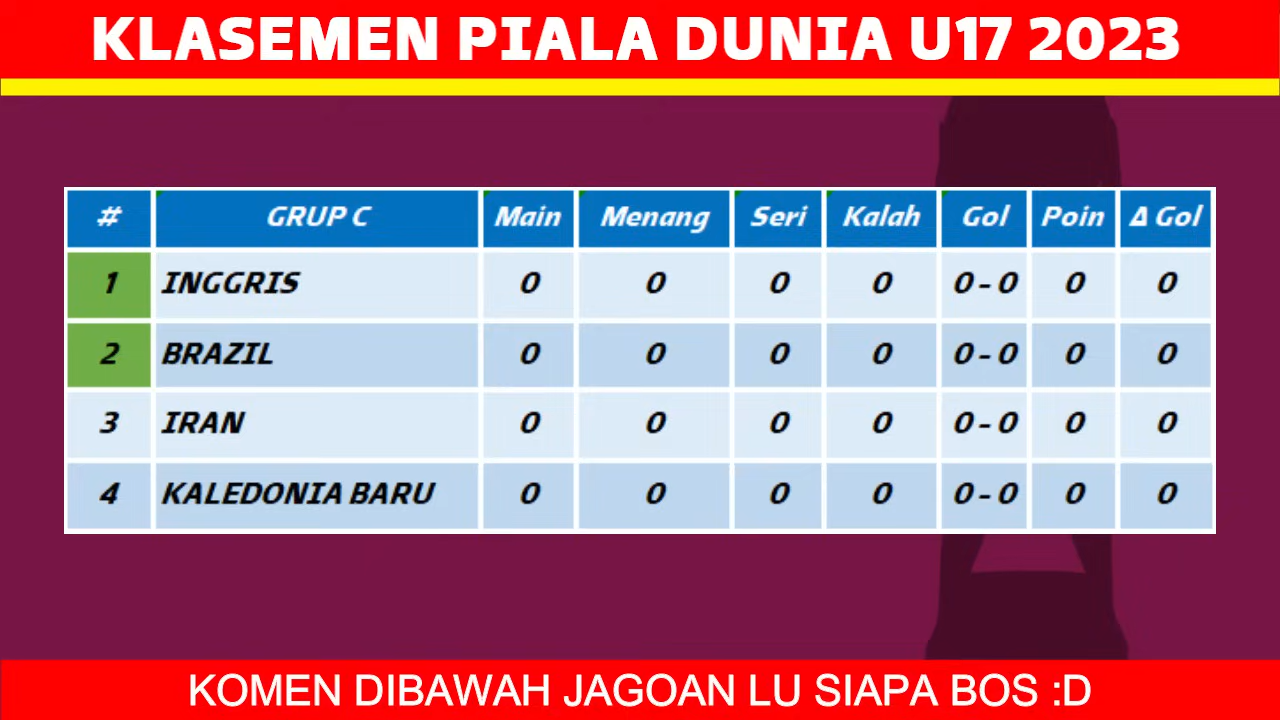 KLASEMEN PIALA DUNIA U17 2023
# GRUP C Main Menang Seri Kalah Gol Poin Δ Gol
1 INGGRIS 0 0 0 0 0 - 0 0 0
2 BRAZIL 0 0 0 0 0 - 0 0 0
3 IRAN 0 0 0 0 0 - 0 0 0
4 KALEDONIA BARU 0 0 0 0 0 - 0 0 0
KOMEN DIBAWAH JAGOAN LU SIAPA BOS :D